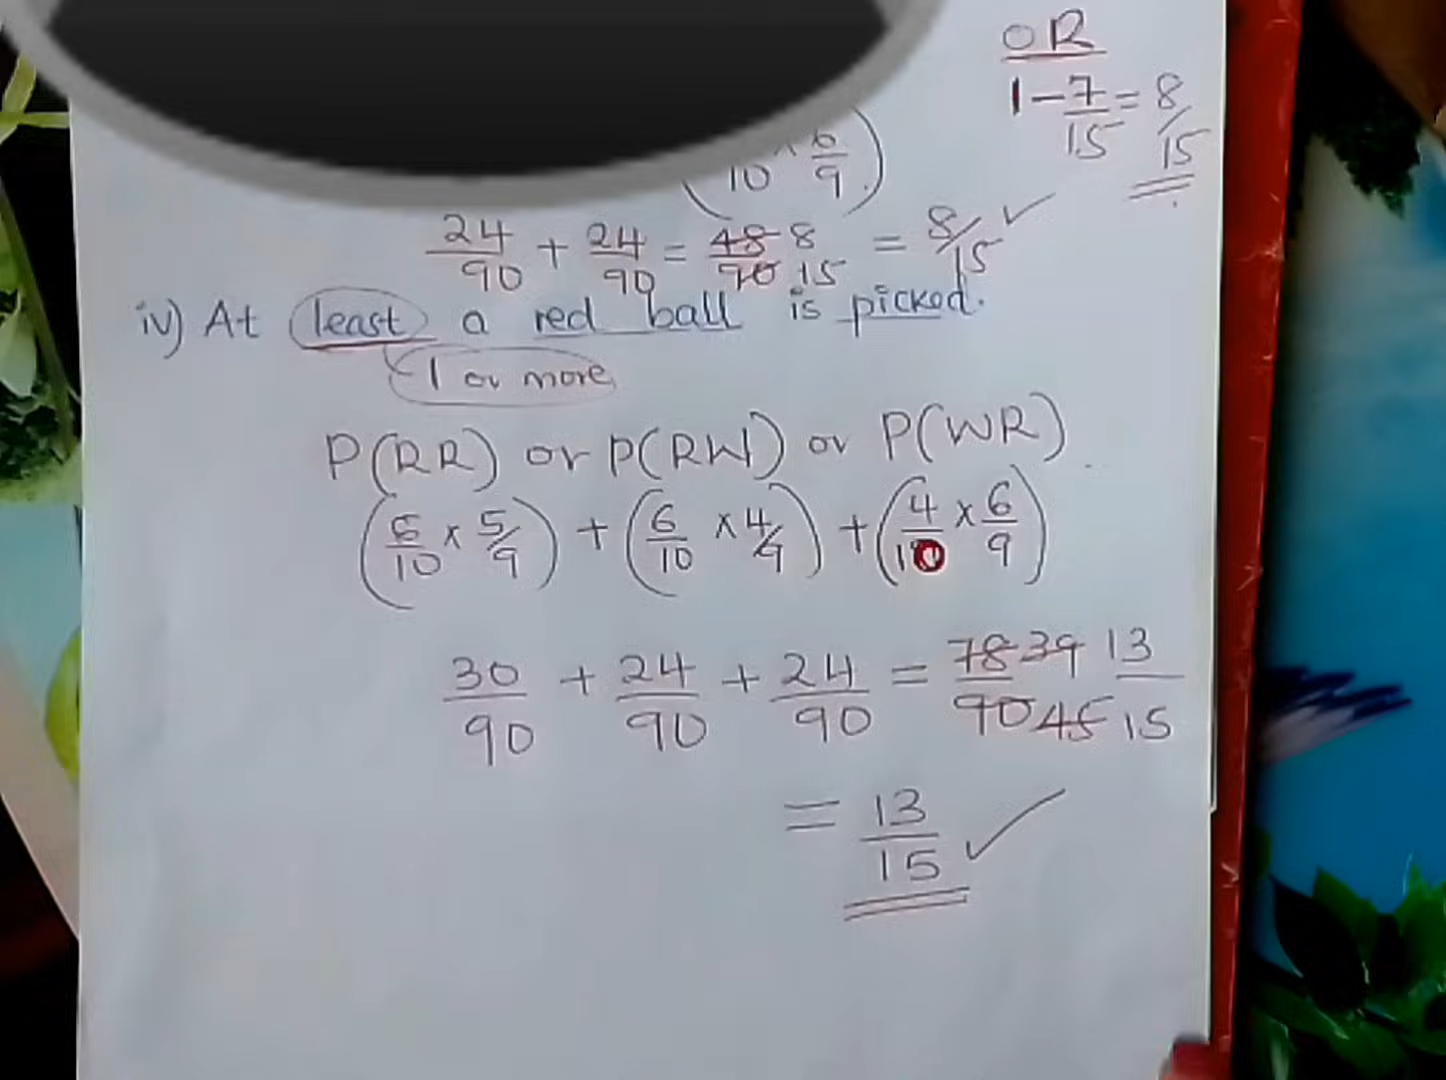 OR
1 - 7/15 = 8/15
10 × 6/9)
24/90 + 24/90 = 48/90 8/15 = 8/15 ✓
iv) At least a red ball is picked.
1 or more
P(RR) or P(RW) or P(WR)
(6/10 × 5/9) + (6/10 × 4/9) + (4/10 × 6/9)
30/90 + 24/90 + 24/90 = 78/90 39/45 13/15
= 13/15 ✓